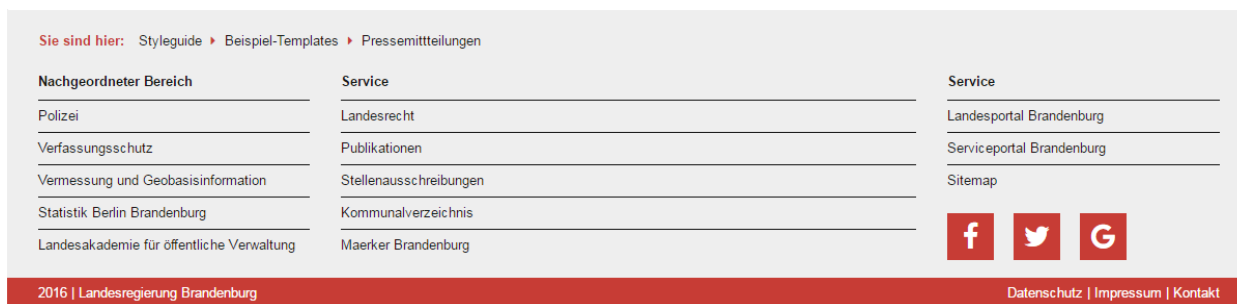 Sie sind hier: Styleguide Beispiel-Templates Pressemittteilungen
Nachgeordneter Bereich
Polizei
Verfassungsschutz
Vermessung und Geobasisinformation
Statistik Berlin Brandenburg
Landesakademie für öffentliche Verwaltung
Service
Landesrecht
Publikationen
Stellenausschreibungen
Kommunalverzeichnis
Maerker Brandenburg
Service
Landesportal Brandenburg
Serviceportal Brandenburg
Sitemap
f G
2016 | Landesregierung Brandenburg
Datenschutz | Impressum | Kontakt